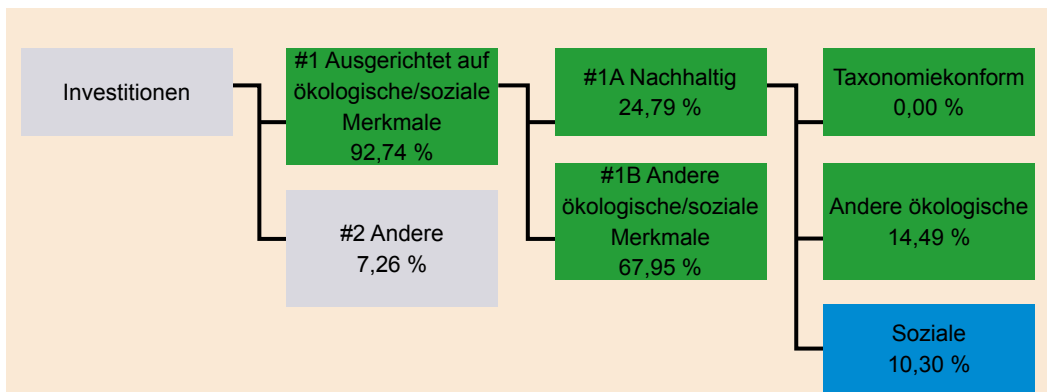 Investitionen
#1 Ausgerichtet auf
ökologische/soziale
Merkmale
92,74 %
#2 Andere
7,26 %
#1A Nachhaltig
24,79 %
#1B Andere
ökologische/soziale
Merkmale
67,95 %
Taxonomiekonform
0,00 %
Andere ökologische
14,49 %
Soziale
10,30 %